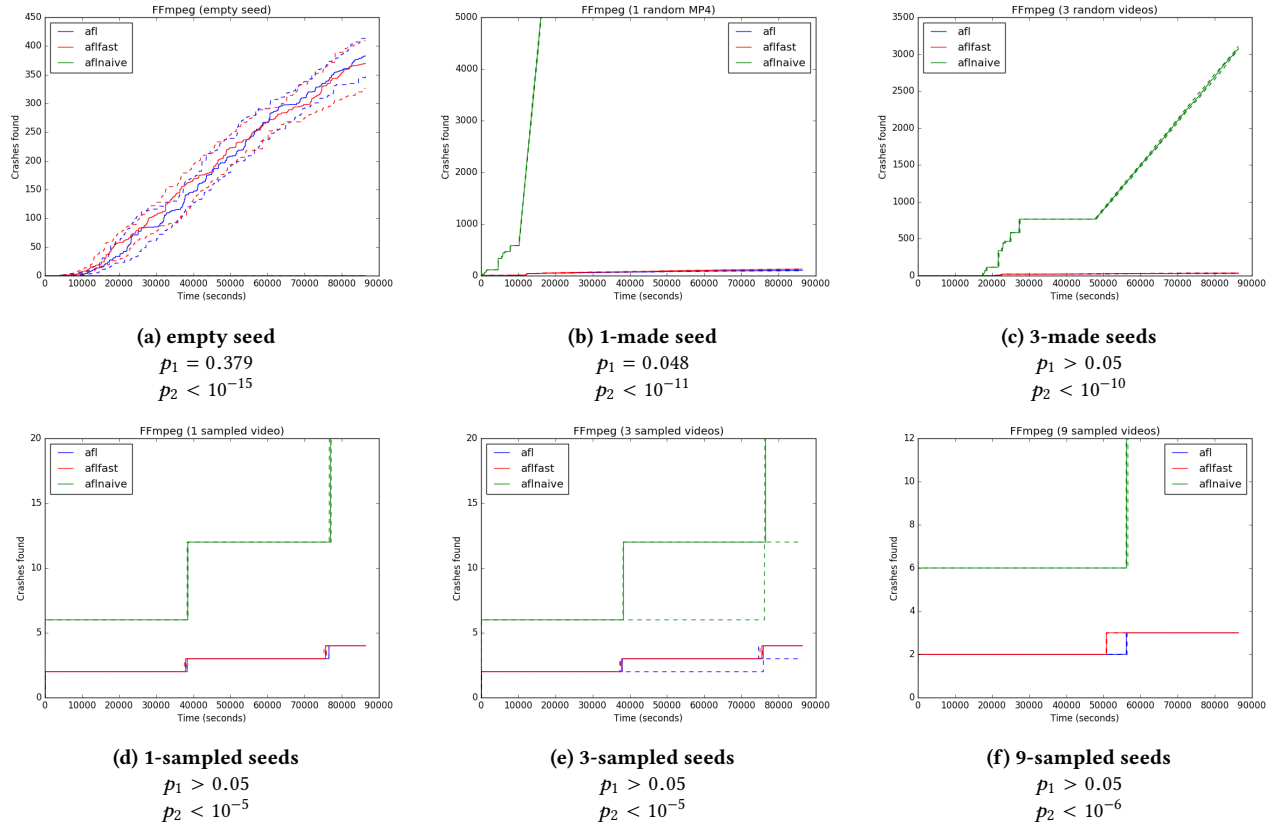 FFmpeg (empty seed)
450
400
350
300
250
200
150
100
50
0
Crashes found
afl
aflfast
aflnaive
0 10000 20000 30000 40000 50000 60000 70000 80000 90000
Time (seconds)
(a) empty seed
p₁ = 0.379
p₂ < 10⁻¹⁵
FFmpeg (1 random MP4)
5000
4000
3000
2000
1000
0
Crashes found
afl
aflfast
aflnaive
0 10000 20000 30000 40000 50000 60000 70000 80000 90000
Time (seconds)
(b) 1-made seed
p₁ = 0.048
p₂ < 10⁻¹¹
FFmpeg (3 random videos)
3500
3000
2500
2000
1500
1000
500
0
Crashes found
afl
aflfast
aflnaive
0 10000 20000 30000 40000 50000 60000 70000 80000 90000
Time (seconds)
(c) 3-made seeds
p₁ > 0.05
p₂ < 10⁻¹⁰
FFmpeg (1 sampled video)
20
15
10
5
0
Crashes found
afl
aflfast
aflnaive
0 10000 20000 30000 40000 50000 60000 70000 80000 90000
Time (seconds)
(d) 1-sampled seeds
p₁ > 0.05
p₂ < 10⁻⁵
FFmpeg (3 sampled videos)
20
15
10
5
0
Crashes found
afl
aflfast
aflnaive
0 10000 20000 30000 40000 50000 60000 70000 80000 90000
Time (seconds)
(e) 3-sampled seeds
p₁ > 0.05
p₂ < 10⁻⁵
FFmpeg (9 sampled videos)
12
10
8
6
4
2
0
Crashes found
afl
aflfast
aflnaive
0 10000 20000 30000 40000 50000 60000 70000 80000 90000
Time (seconds)
(f) 9-sampled seeds
p₁ > 0.05
p₂ < 10⁻⁶